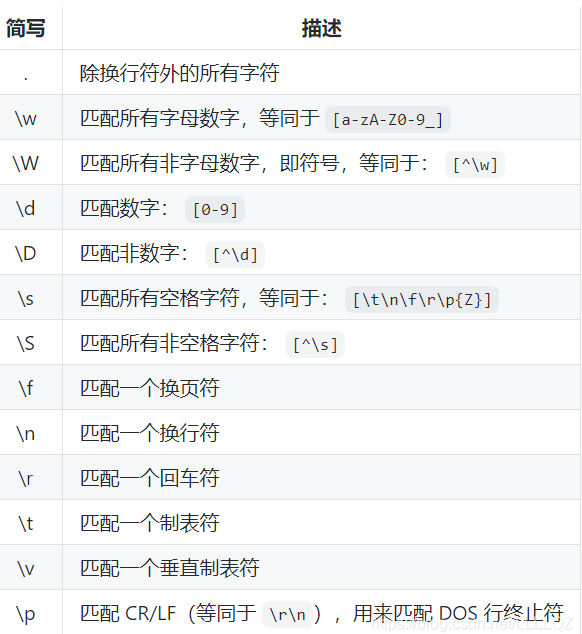 简写 描述
. 除换行符外的所有字符
\w 匹配所有字母数字，等同于 [a-zA-Z0-9_]
\W 匹配所有非字母数字，即符号，等同于： [^\w]
\d 匹配数字： [0-9]
\D 匹配非数字： [^\d]
\s 匹配所有空格字符，等同于： [\t\n\f\r\p{Z}]
\S 匹配所有非空格字符： [^\s]
\f 匹配一个换页符
\n 匹配一个换行符
\r 匹配一个回车符
\t 匹配一个制表符
\v 匹配一个垂直制表符
\p 匹配 CR/LF（等同于 \r\n ），用来匹配 DOS 行终止符